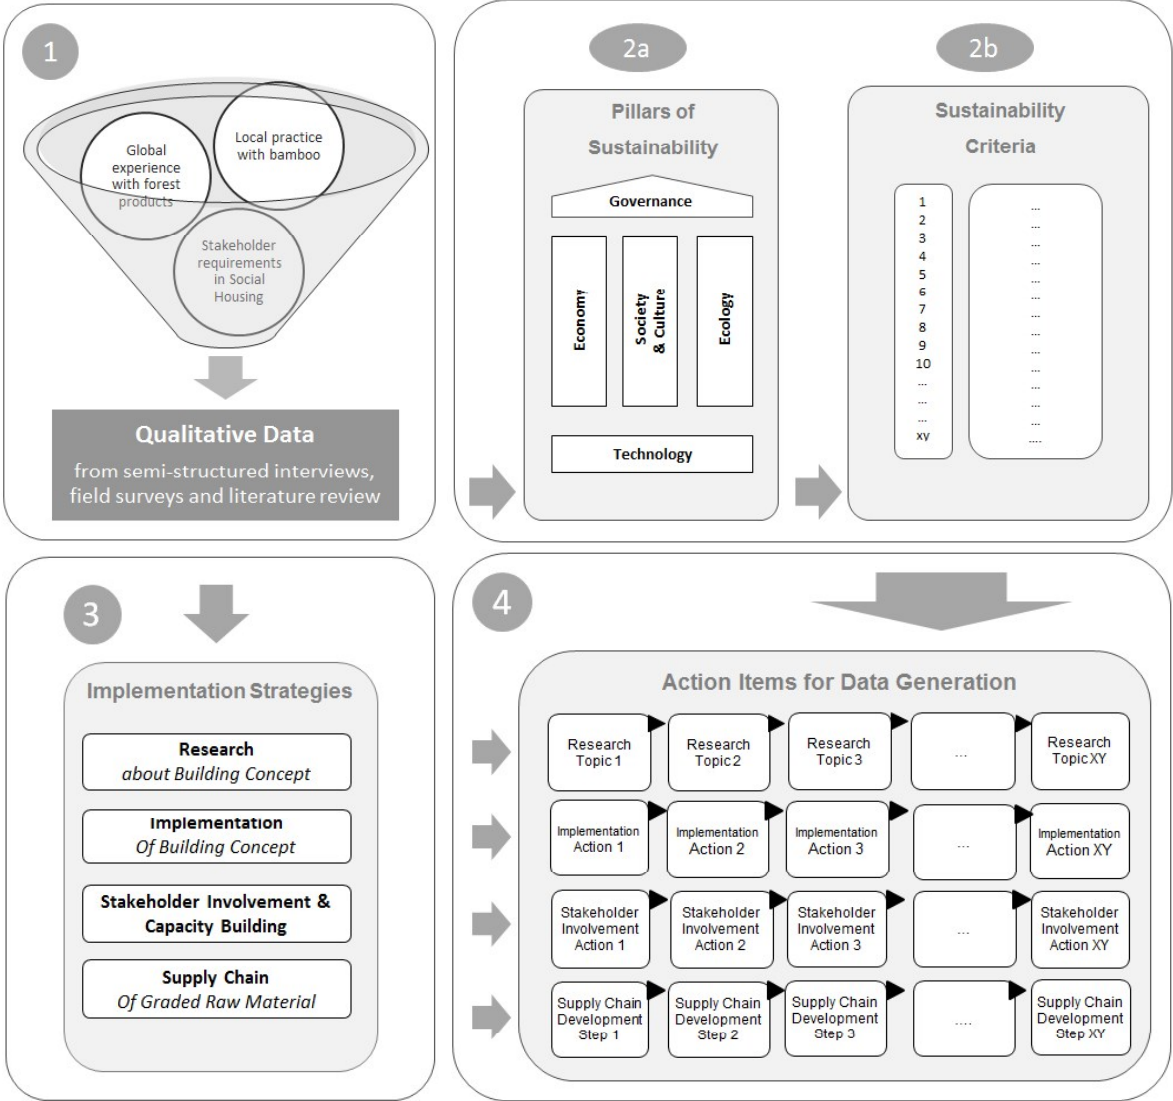 1
Global
experience
with forest
products
Local practice
with bamboo
Stakeholder
requirements
in Social
Housing
Qualitative Data
from semi-structured interviews,
field surveys and literature review
2a
Pillars of
Sustainability
Governance
Economy
Society
& Culture
Ecology
Technology
2b
Sustainability
Criteria
1
2
3
4
5
6
7
8
9
10
...
...
...
xy
...
...
...
...
...
...
...
...
...
...
...
...
...
....
3
Implementation Strategies
Research
about Building Concept
Implementation
Of Building Concept
Stakeholder Involvement &
Capacity Building
Supply Chain
Of Graded Raw Material
4
Action Items for Data Generation
Research
Topic 1
Research
Topic 2
Research
Topic 3
...
Research
Topic XY
Implementation
Action 1
Implementation
Action 2
Implementation
Action 3
...
Implementation
Action XY
Stakeholder
Involvement
Action 1
Stakeholder
Involvement
Action 2
Stakeholder
Involvement
Action 3
...
Stakeholder
Involvement
Action XY
Supply Chain
Development
Step 1
Supply Chain
Development
Step 2
Supply Chain
Development
Step 3
....
Supply Chain
Development
Step XY